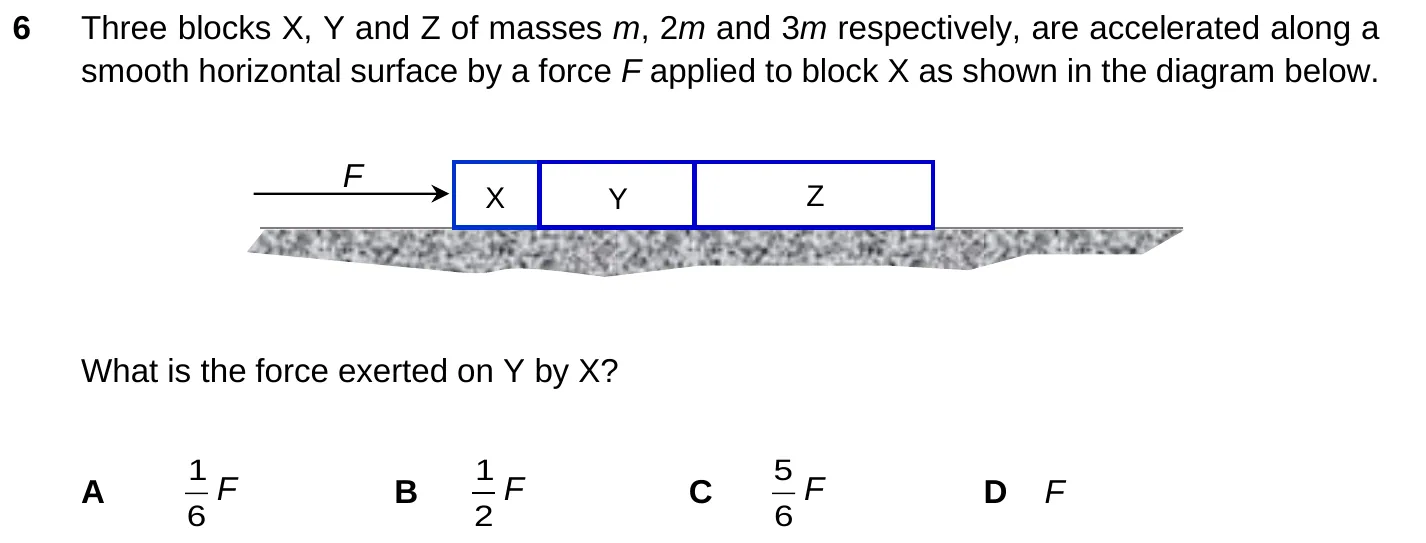 6 Three blocks X, Y and Z of masses m, 2m and 3m respectively, are accelerated along a
smooth horizontal surface by a force F applied to block X as shown in the diagram below.
F
X Y Z
What is the force exerted on Y by X?
A 1/6 F B 1/2 F C 5/6 F D F